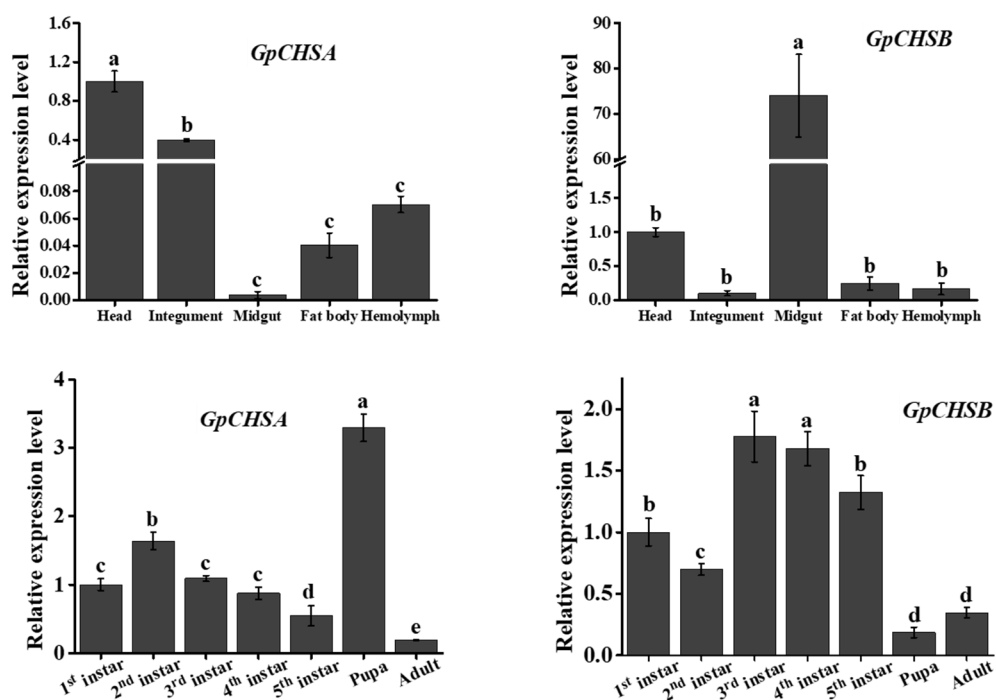 GpCHSA
Relative expression level
1.6
1.2
0.8
0.4
0.08
0.04
0.00
a
b
c
c
c
Head Integument Midgut Fat body Hemolymph
GpCHSB
Relative expression level
90
80
70
60
1.5
1.0
0.5
0.0
b
b
a
b
b
Head Integument Midgut Fat body Hemolymph
GpCHSA
Relative expression level
4
3
2
1
0
c
b
c
c
d
a
e
1st instar 2nd instar 3rd instar 4th instar 5th instar Pupa Adult
GpCHSB
Relative expression level
2.0
1.5
1.0
0.5
0.0
b
c
a
a
b
d
d
1st instar 2nd instar 3rd instar 4th instar 5th instar Pupa Adult